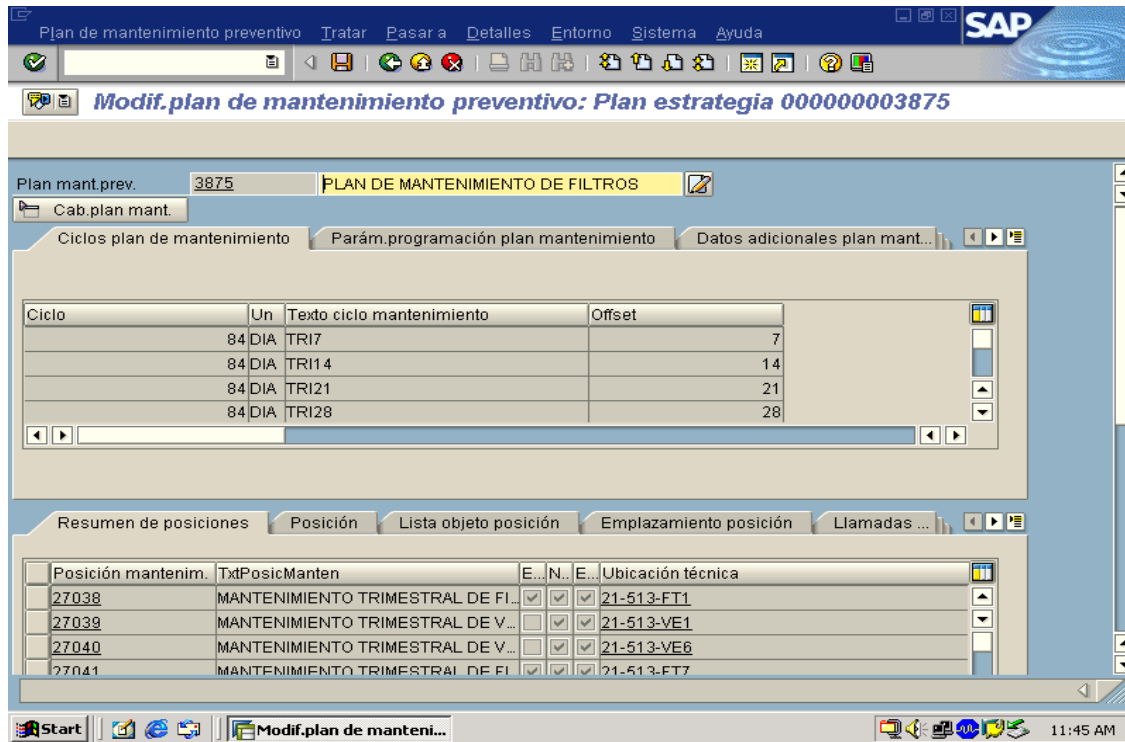 Plan de mantenimiento preventivo Tratar Pasar a Detalles Entorno Sistema Ayuda
SAP
Modif.plan de mantenimiento preventivo: Plan estrategia 000000003875
Plan mant.prev. 3875 PLAN DE MANTENIMIENTO DE FILTROS
Cab.plan mant.
Ciclos plan de mantenimiento Parám.programación plan mantenimiento Datos adicionales plan mant...
Ciclo Un Texto ciclo mantenimiento Offset
84 DIA TRI7 7
84 DIA TRI14 14
84 DIA TRI21 21
84 DIA TRI28 28
Resumen de posiciones Posición Lista objeto posición Emplazamiento posición Llamadas ...
Posición mantenim. TxtPosicManten E... N.. E... Ubicación técnica
27038 MANTENIMIENTO TRIMESTRAL DE FI... 21-513-FT1
27039 MANTENIMIENTO TRIMESTRAL DE V... 21-513-VE1
27040 MANTENIMIENTO TRIMESTRAL DE V... 21-513-VE6
27041 MANTENIMIENTO TRIMESTRAL DE FI... 21-513-FT7
Start Modif.plan de manteni... 11:45 AM